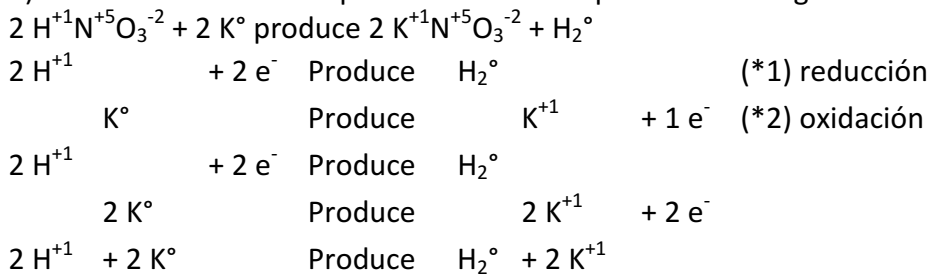 2 H⁺¹N⁺⁵O₃⁻² + 2 K° produce 2 K⁺¹N⁺⁵O₃⁻² + H₂°
2 H⁺¹ + 2 e⁻ Produce H₂° (*1) reducción
K° Produce K⁺¹ + 1 e⁻ (*2) oxidación
2 H⁺¹ + 2 e⁻ Produce H₂°
2 K° Produce 2 K⁺¹ + 2 e⁻
2 H⁺¹ + 2 K° Produce H₂° + 2 K⁺¹